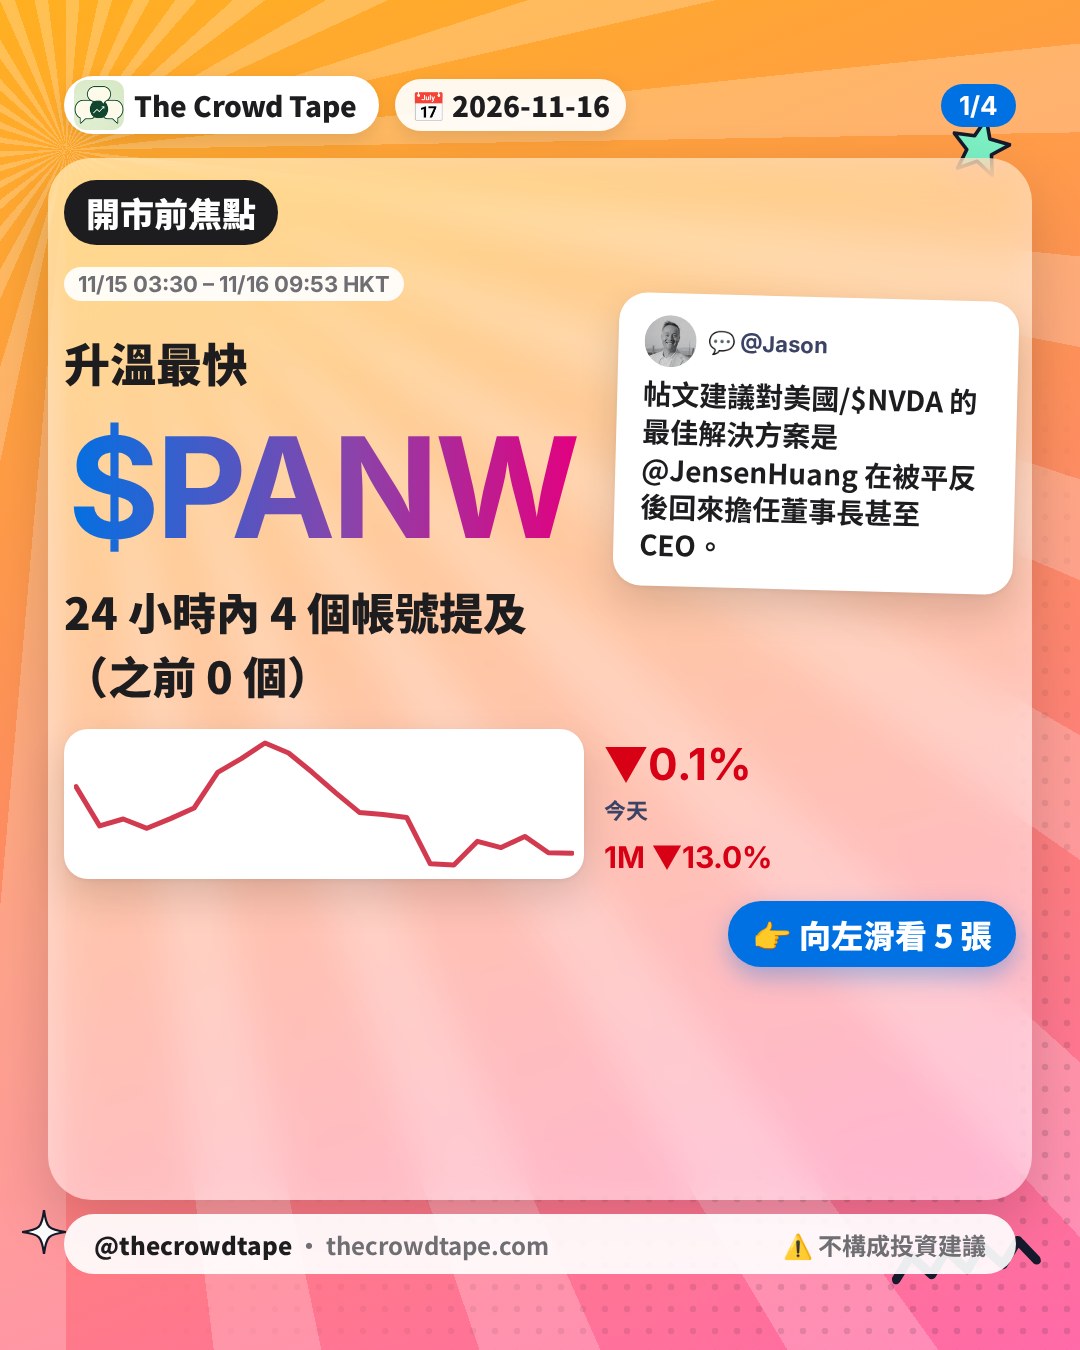 The Crowd Tape
July
2026-11-16
1/4
開市前焦點
11/15 03:30 – 11/16 09:53 HKT
升溫最快
$PANW
24 小時內 4 個帳號提及
（之前 0 個）
@Jason
帖文建議對美國/$NVDA 的
最佳解決方案是
@JensenHuang 在被平反
後回來擔任董事長甚至
CEO。
▼0.1%
今天
1M ▼13.0%
👉 向左滑看 5 張
@thecrowdtape • thecrowdtape.com
⚠️ 不構成投資建議